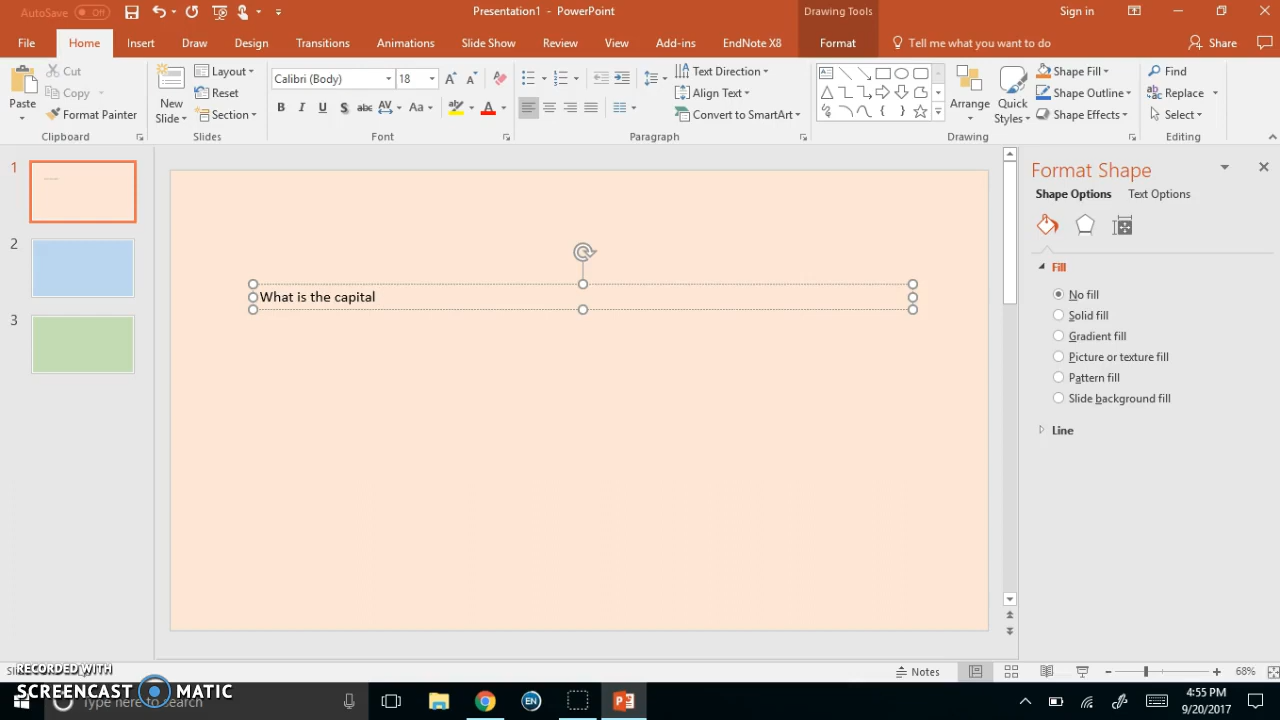 AutoSave Off
Presentation1 - PowerPoint
Drawing Tools
Sign in
File Home Insert Draw Design Transitions Animations Slide Show Review View Add-ins EndNote X8 Format Tell me what you want to do Share
Paste
Cut
Copy
Format Painter
Clipboard
New Slide
Layout
Reset
Section
Slides
Calibri (Body) 18
B I U S abc AV Aa A
Font
Text Direction
Align Text
Convert to SmartArt
Paragraph
Arrange
Quick Styles
Shape Fill
Shape Outline
Shape Effects
Drawing
Find
Replace
Select
Editing
1
2
3
What is the capital
Format Shape
Shape Options Text Options
Fill
No fill
Solid fill
Gradient fill
Picture or texture fill
Pattern fill
Slide background fill
Line
RECORDED WITH
SCREENCAST MATIC
Notes
68%
Type here to search
EN
4:55 PM
9/20/2017